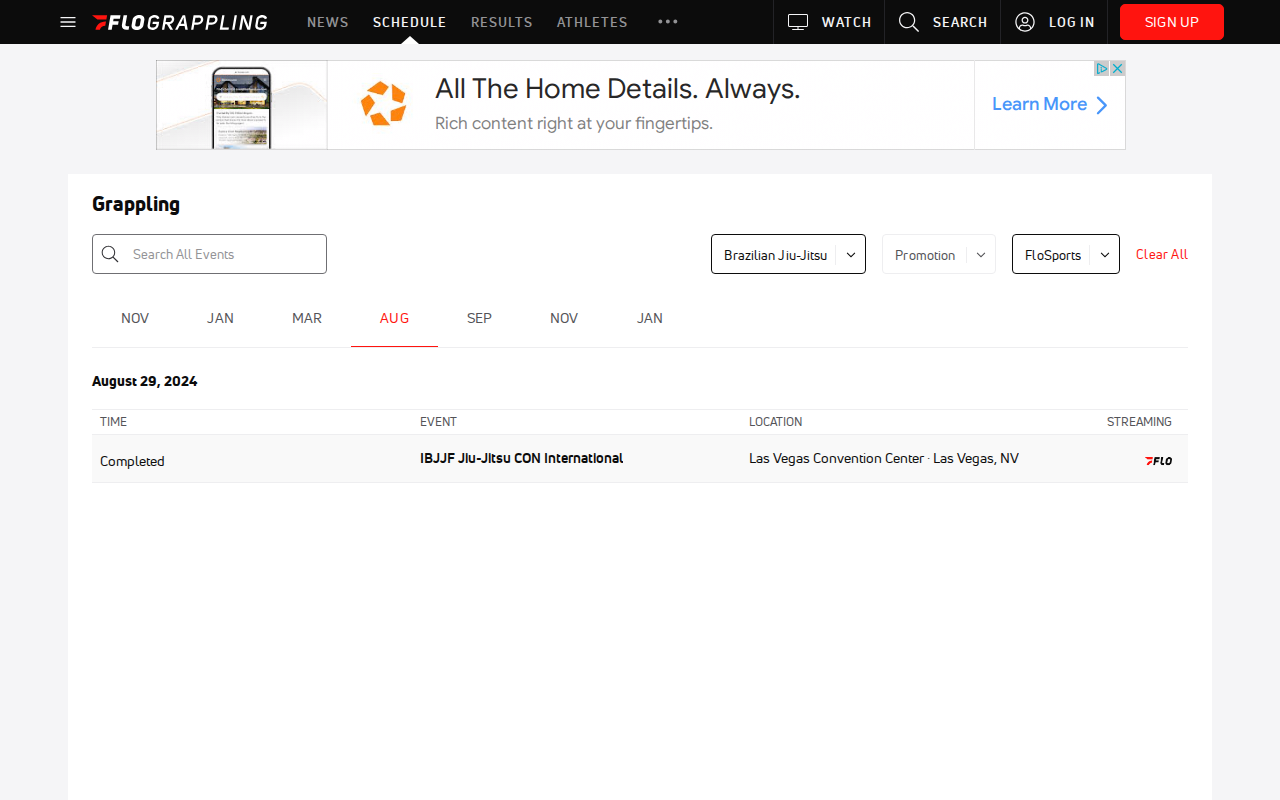 FLOGRAPPLING NEWS SCHEDULE RESULTS ATHLETES ••• WATCH SEARCH LOG IN SIGN UP
All The Home Details. Always.
Rich content right at your fingertips.
Learn More
Grappling
Search All Events Brazilian Jiu-Jitsu Promotion FloSports Clear All
NOV JAN MAR AUG SEP NOV JAN
August 29, 2024
TIME EVENT LOCATION STREAMING
Completed IBJJF Jiu-Jitsu CON International Las Vegas Convention Center · Las Vegas, NV FLO